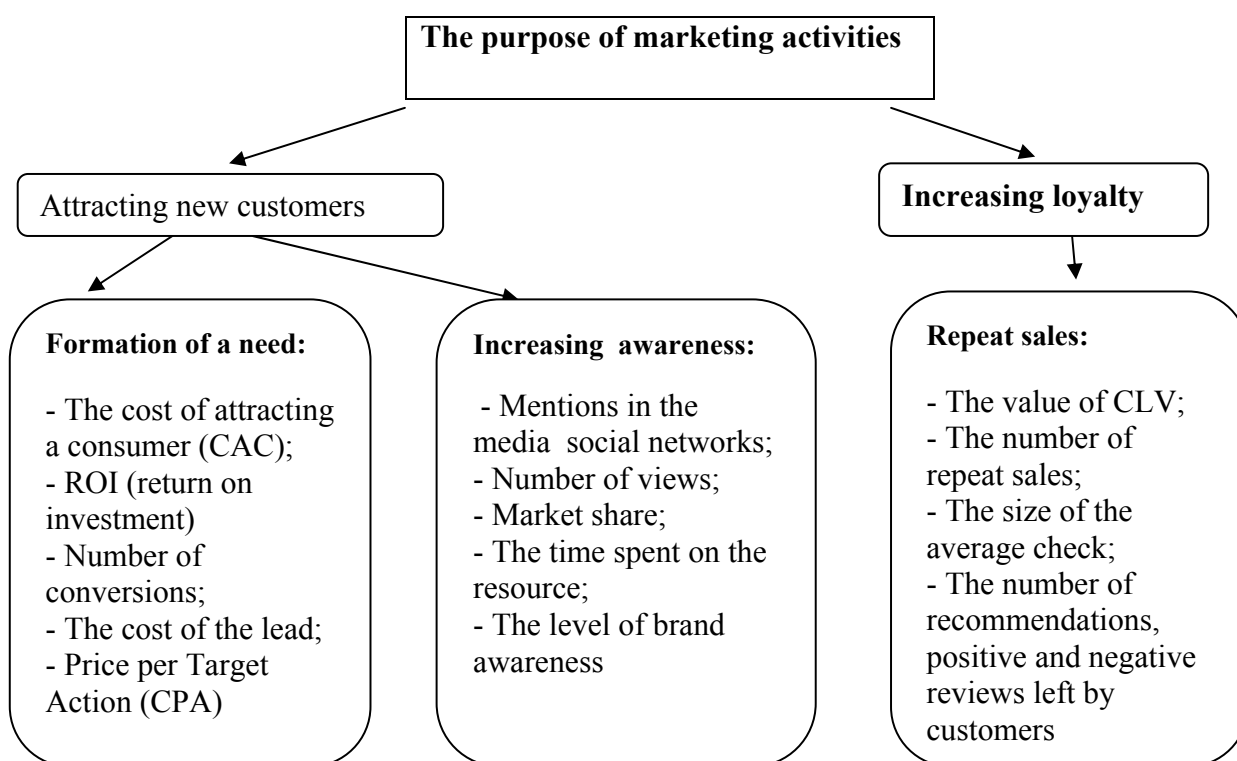 The purpose of marketing activities
Attracting new customers
Increasing loyalty
Formation of a need:
- The cost of attracting
a consumer (CAC);
- ROI (return on
investment)
- Number of
conversions;
- The cost of the lead;
- Price per Target
Action (CPA)
Increasing  awareness:
- Mentions in the
media  social networks;
- Number of views;
- Market share;
- The time spent on the
resource;
- The level of brand
awareness
Repeat sales:
- The value of CLV;
- The number of
repeat sales;
- The size of the
average check;
- The number of
recommendations,
positive and negative
reviews left by
customers